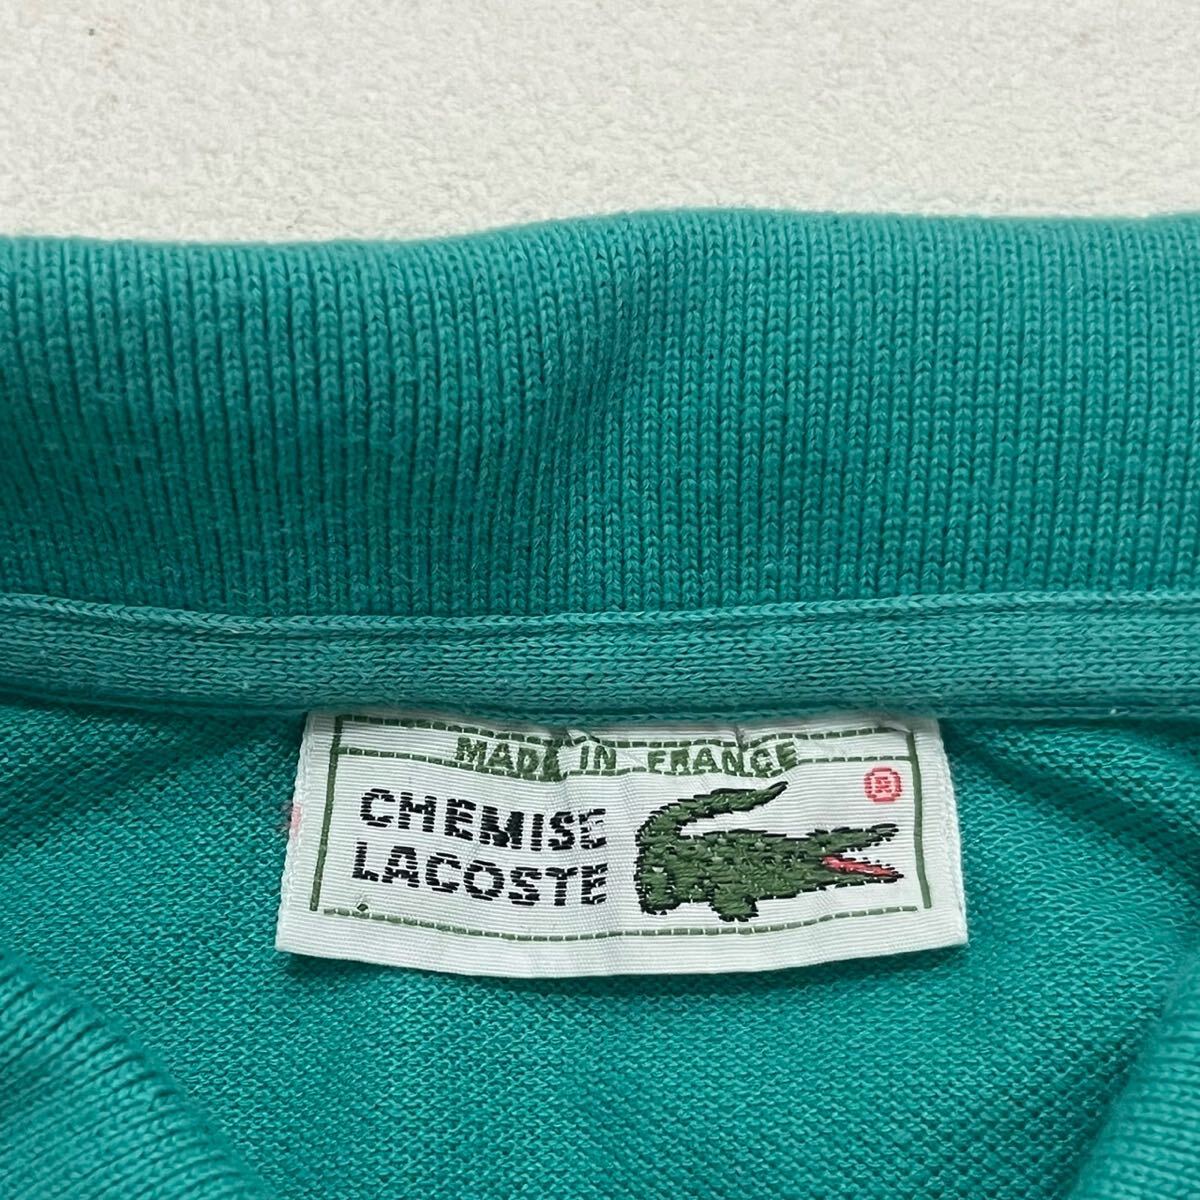 MADE IN FRANCE
CHEMISE
LACOSTE
®